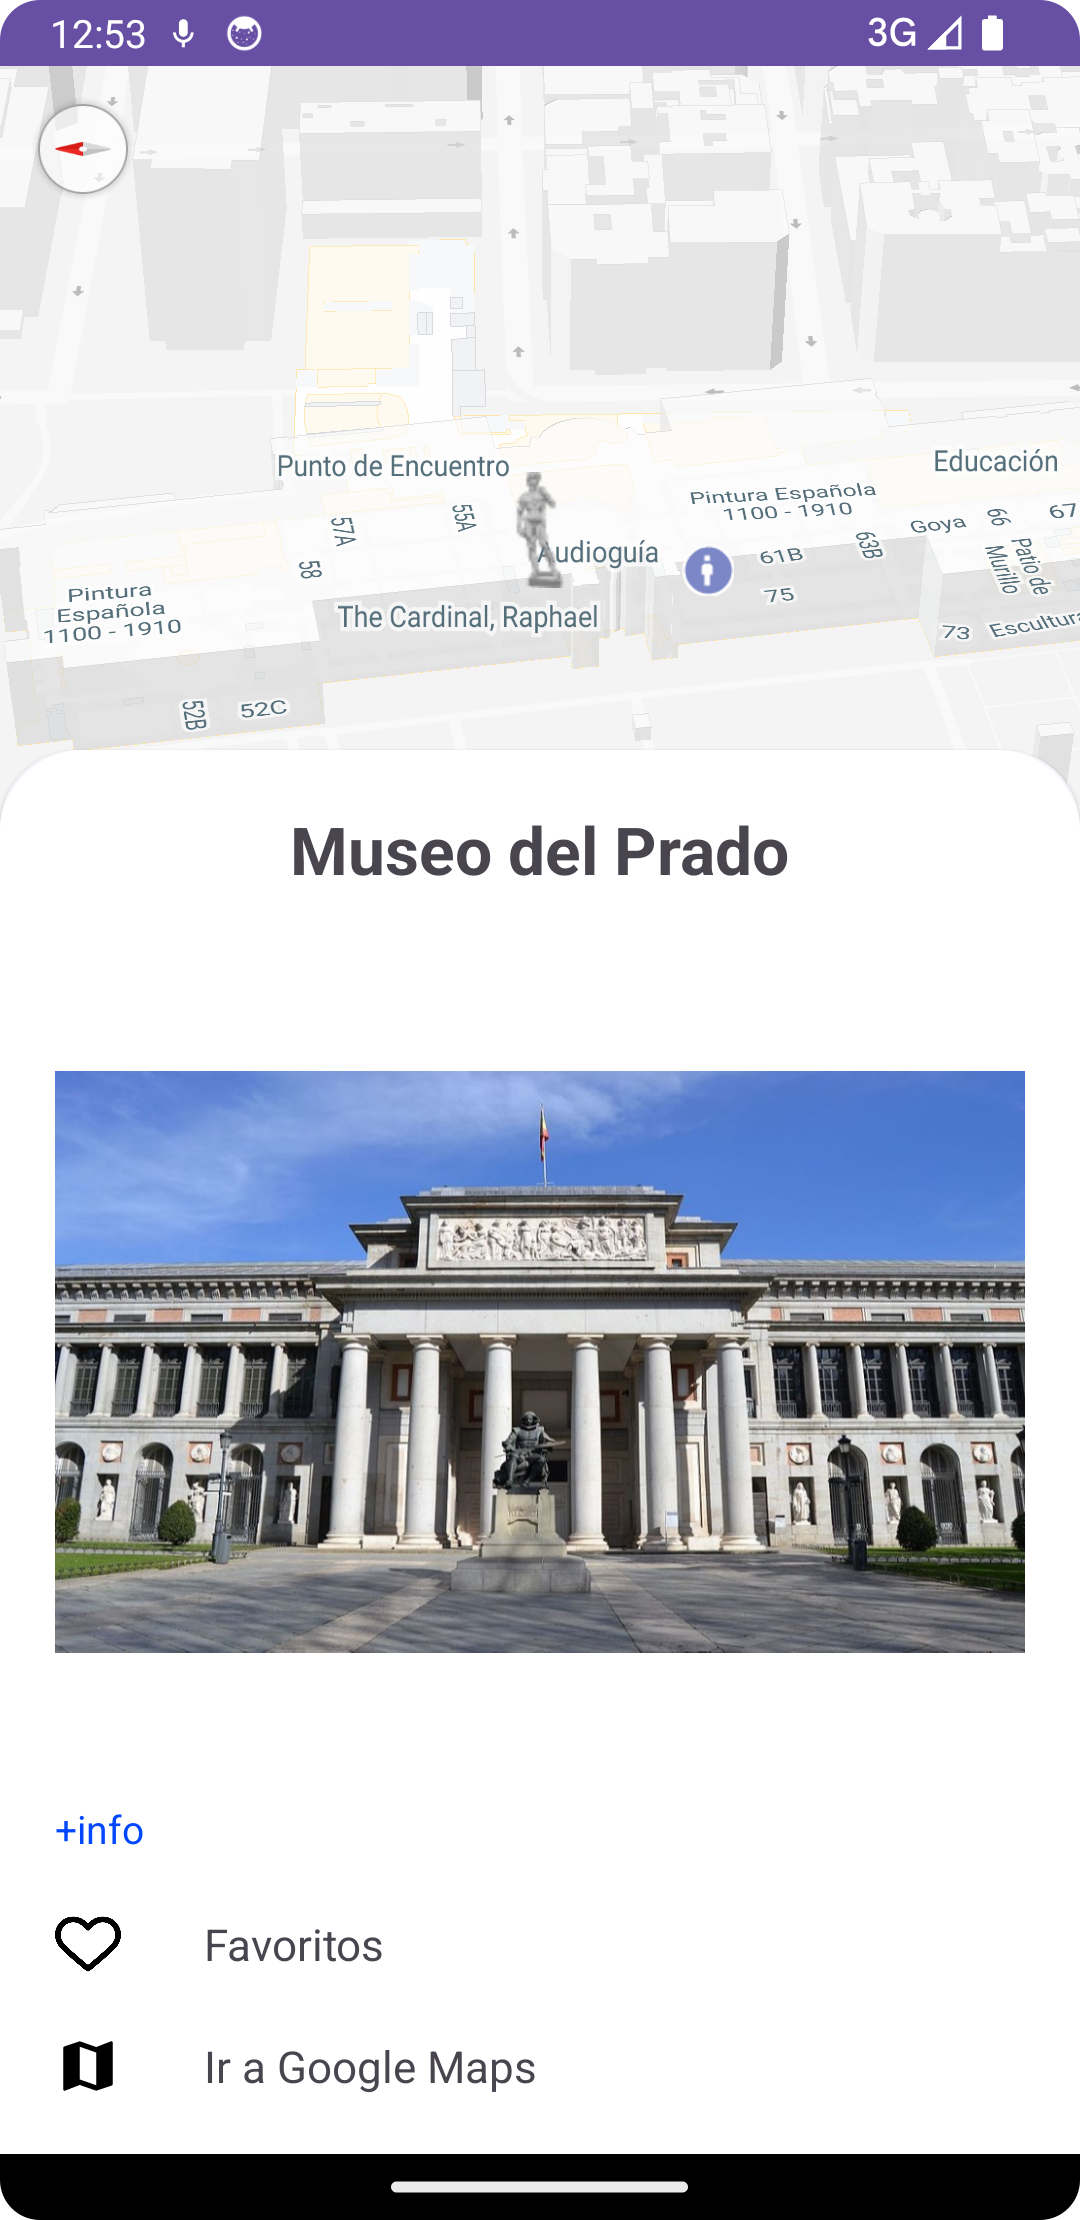 12:53
3G
Punto de Encuentro
Educación
Pintura Española
1100 - 1910
57A
55A
Goya
66
67
Audioguía
61B
63B
Patio de
Murillo
58
75
Pintura
Española
1100 - 1910
The Cardinal, Raphael
73
Escultura
52B
52C
Museo del Prado
+info
Favoritos
Ir a Google Maps